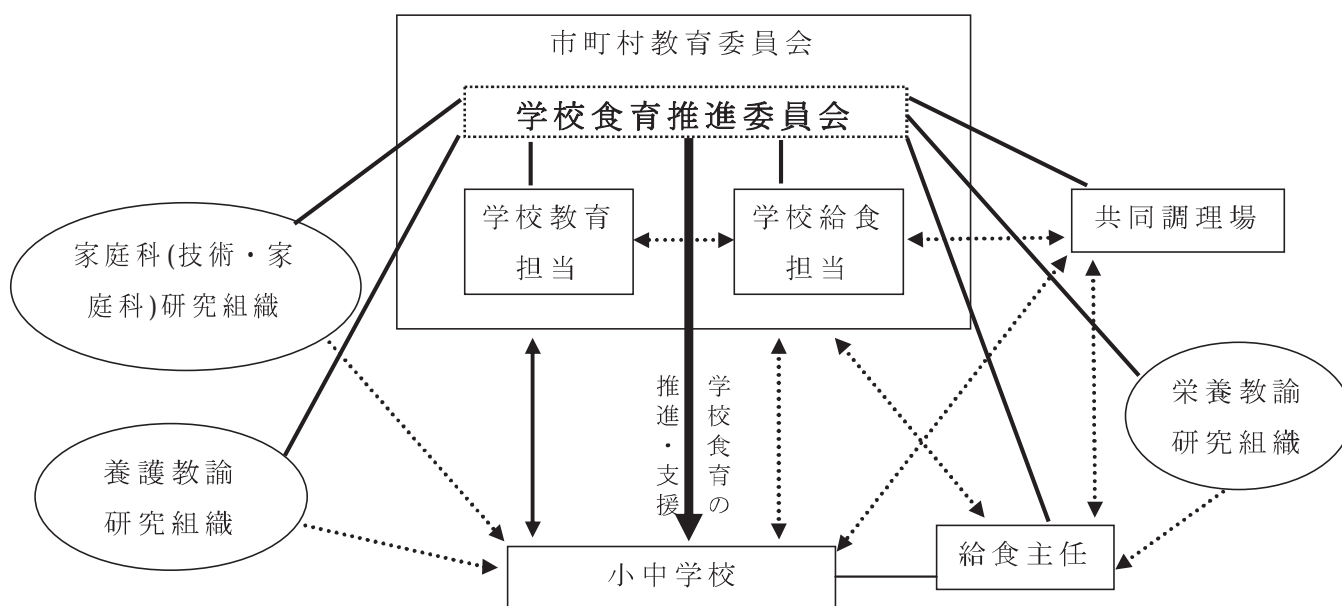 市町村教育委員会
学校食育推進委員会
学校教育
担当
学校給食
担当
共同調理場
家庭科(技術・家
庭科)研究組織
学校食育の
推進・支援
栄養教諭
研究組織
養護教諭
研究組織
小中学校
給食主任